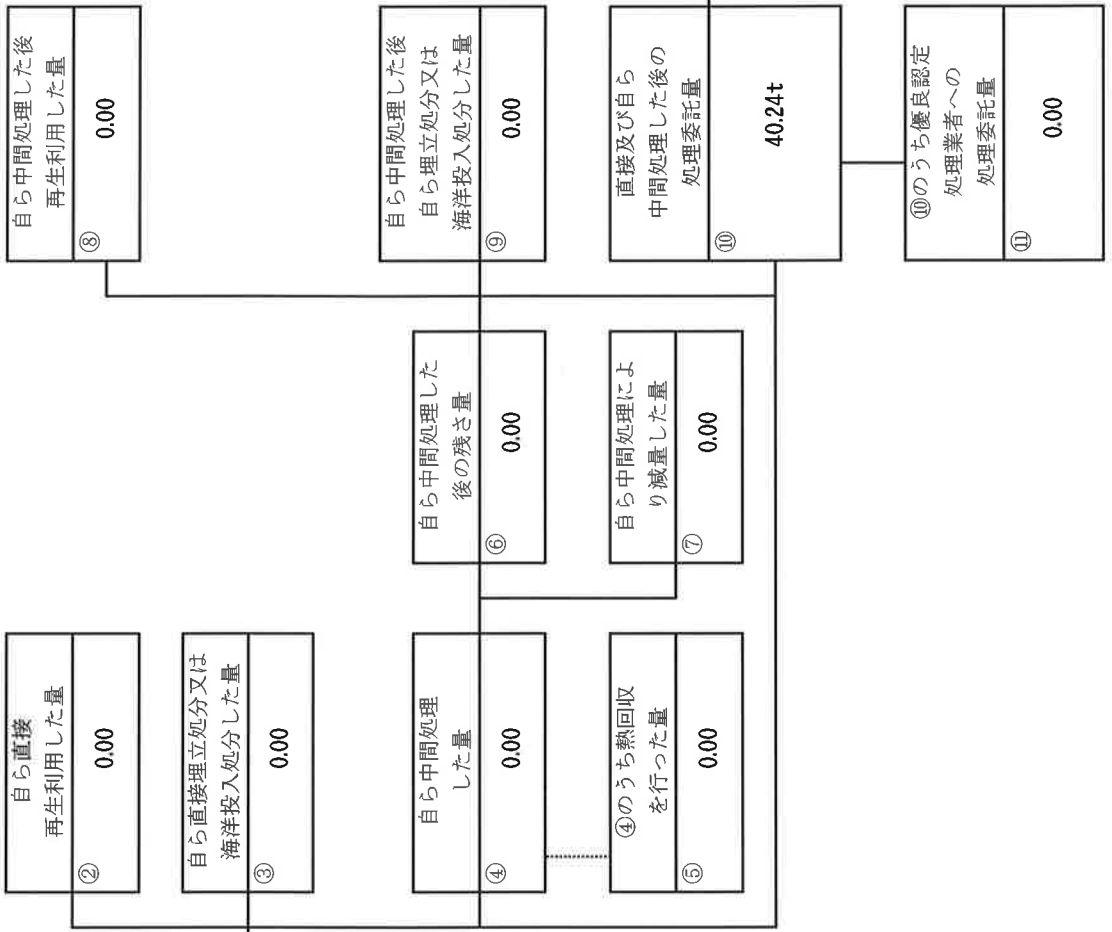 自ら直接
再生利用した量
②
0.00
自ら直接埋立処分又は
海洋投入処分した量
③
0.00
自ら中間処理
した量
④
0.00
④のうち熱回収
を行った量
⑤
0.00
自ら中間処理した
後の残さ量
⑥
0.00
自ら中間処理によ
り減量した量
⑦
0.00
自ら中間処理した後
再生利用した量
⑧
0.00
自ら中間処理した後
自ら埋立処分又は
海洋投入処分した量
⑨
0.00
直接及び自ら
中間処理した後の
処理委託量
⑩
40.24t
⑩のうち優良認定
処理業者への
処理委託量
⑪
0.00